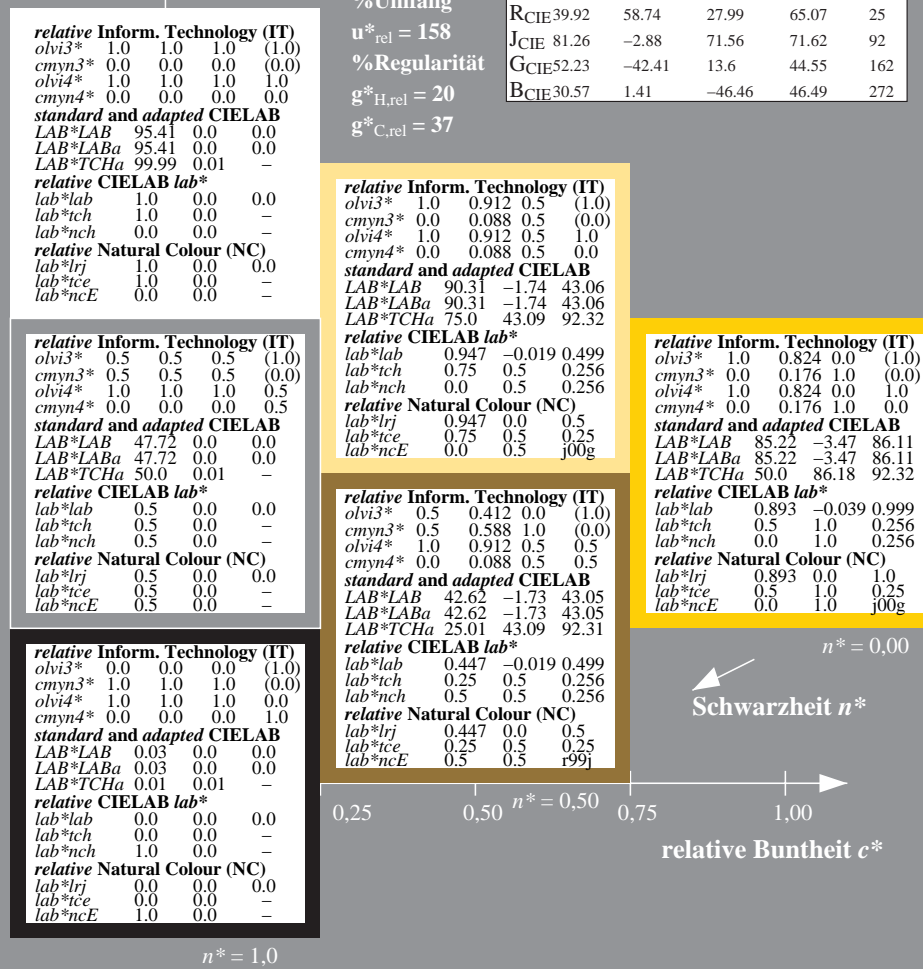 %Umfang
u*rel = 158
%Regularität
g*H,rel = 20
g*C,rel = 37
RCIE 39.92 58.74 27.99 65.07 25
JCIE 81.26 −2.88 71.56 71.62 92
GCIE 52.23 −42.41 13.6 44.55 162
BCIE 30.57 1.41 −46.46 46.49 272
relative Inform. Technology (IT)
olvi3* 1.0 1.0 1.0 (1.0)
cmyn3* 0.0 0.0 0.0 (0.0)
olvi4* 1.0 1.0 1.0 1.0
cmyn4* 0.0 0.0 0.0 0.0
standard and adapted CIELAB
LAB*LAB 95.41 0.0 0.0
LAB*LABa 95.41 0.0 0.0
LAB*TCHa 99.99 0.01 –
relative CIELAB lab*
lab*lab 1.0 0.0 0.0
lab*tch 1.0 0.0 –
lab*nch 0.0 0.0 –
relative Natural Colour (NC)
lab*lrj 1.0 0.0 0.0
lab*tce 1.0 0.0 –
lab*ncE 0.0 0.0 –
relative Inform. Technology (IT)
olvi3* 1.0 0.912 0.5 (1.0)
cmyn3* 0.0 0.088 0.5 (0.0)
olvi4* 1.0 0.912 0.5 1.0
cmyn4* 0.0 0.088 0.5 0.0
standard and adapted CIELAB
LAB*LAB 90.31 −1.74 43.06
LAB*LABa 90.31 −1.74 43.06
LAB*TCHa 75.0 43.09 92.32
relative CIELAB lab*
lab*lab 0.947 −0.019 0.499
lab*tch 0.75 0.5 0.256
lab*nch 0.0 0.5 0.256
relative Natural Colour (NC)
lab*lrj 0.947 0.0 0.5
lab*tce 0.75 0.5 0.25
lab*ncE 0.0 0.5 j00g
relative Inform. Technology (IT)
olvi3* 0.5 0.5 0.5 (1.0)
cmyn3* 0.5 0.5 0.5 (0.0)
olvi4* 1.0 1.0 1.0 0.5
cmyn4* 0.0 0.0 0.0 0.5
standard and adapted CIELAB
LAB*LAB 47.72 0.0 0.0
LAB*LABa 47.72 0.0 0.0
LAB*TCHa 50.0 0.01 –
relative CIELAB lab*
lab*lab 0.5 0.0 0.0
lab*tch 0.5 0.0 –
lab*nch 0.5 0.0 –
relative Natural Colour (NC)
lab*lrj 0.5 0.0 0.0
lab*tce 0.5 0.0 –
lab*ncE 0.5 0.0 –
relative Inform. Technology (IT)
olvi3* 1.0 0.824 0.0 (1.0)
cmyn3* 0.0 0.176 1.0 (0.0)
olvi4* 1.0 0.824 0.0 1.0
cmyn4* 0.0 0.176 1.0 0.0
standard and adapted CIELAB
LAB*LAB 85.22 −3.47 86.11
LAB*LABa 85.22 −3.47 86.11
LAB*TCHa 50.0 86.18 92.32
relative CIELAB lab*
lab*lab 0.893 −0.039 0.999
lab*tch 0.5 1.0 0.256
lab*nch 0.0 1.0 0.256
relative Natural Colour (NC)
lab*lrj 0.893 0.0 1.0
lab*tce 0.5 1.0 0.25
lab*ncE 0.0 1.0 j00g
relative Inform. Technology (IT)
olvi3* 0.5 0.412 0.0 (1.0)
cmyn3* 0.5 0.588 1.0 (0.0)
olvi4* 1.0 0.912 0.5 0.5
cmyn4* 0.0 0.088 0.5 0.5
standard and adapted CIELAB
LAB*LAB 42.62 −1.73 43.05
LAB*LABa 42.62 −1.73 43.05
LAB*TCHa 25.01 43.09 92.31
relative CIELAB lab*
lab*lab 0.447 −0.019 0.499
lab*tch 0.25 0.5 0.256
lab*nch 0.5 0.5 0.256
relative Natural Colour (NC)
lab*lrj 0.447 0.0 0.5
lab*tce 0.25 0.5 0.25
lab*ncE 0.5 0.5 r99j
relative Inform. Technology (IT)
olvi3* 0.0 0.0 0.0 (1.0)
cmyn3* 1.0 1.0 1.0 (0.0)
olvi4* 1.0 1.0 1.0 0.0
cmyn4* 0.0 0.0 0.0 1.0
standard and adapted CIELAB
LAB*LAB 0.03 0.0 0.0
LAB*LABa 0.03 0.0 0.0
LAB*TCHa 0.01 0.01 –
relative CIELAB lab*
lab*lab 0.0 0.0 0.0
lab*tch 0.0 0.0 –
lab*nch 1.0 0.0 –
relative Natural Colour (NC)
lab*lrj 0.0 0.0 0.0
lab*tce 0.0 0.0 –
lab*ncE 1.0 0.0 –
n* = 0,00
Schwarzheit n*
0,25 0,50 n* = 0,50 0,75 1,00
relative Buntheit c*
n* = 1,0